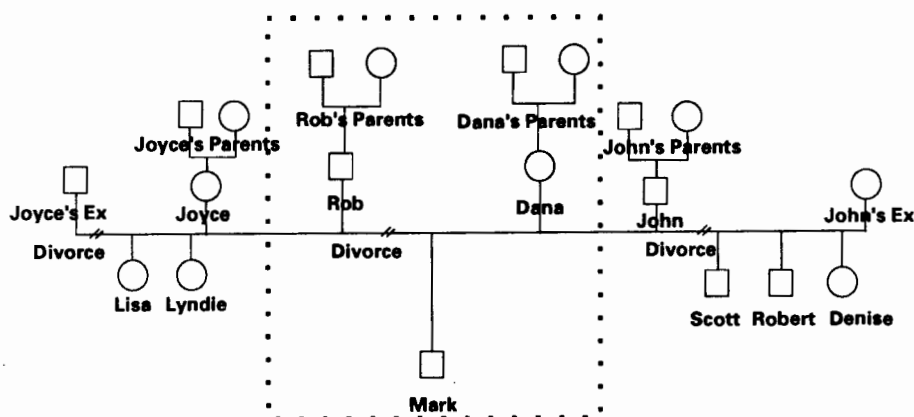 Rob's Parents
Dana's Parents
Joyce's Parents
John's Parents
Joyce's Ex
Joyce
Rob
Dana
John
John's Ex
Divorce
Divorce
Divorce
Lisa
Lyndie
Scott
Robert
Denise
Mark